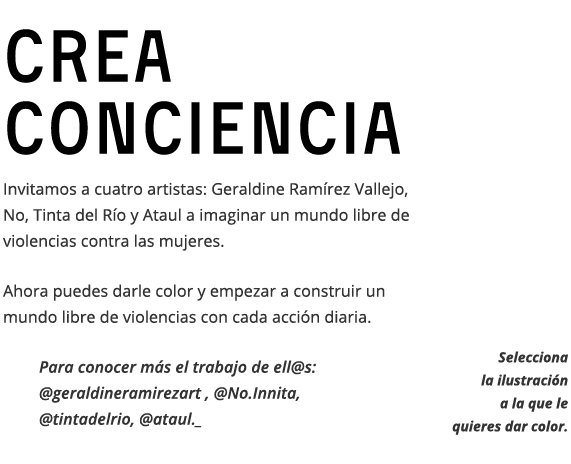 CREA
CONCIENCIA
Invitamos a cuatro artistas: Geraldine Ramírez Vallejo,
No, Tinta del Río y Ataul a imaginar un mundo libre de
violencias contra las mujeres.
Ahora puedes darle color y empezar a construir un
mundo libre de violencias con cada acción diaria.
Para conocer más el trabajo de ell@s:
@geraldineramirezart , @No.Innita,
@tintadelrio, @ataul._
Selecciona
la ilustración
a la que le
quieres dar color.